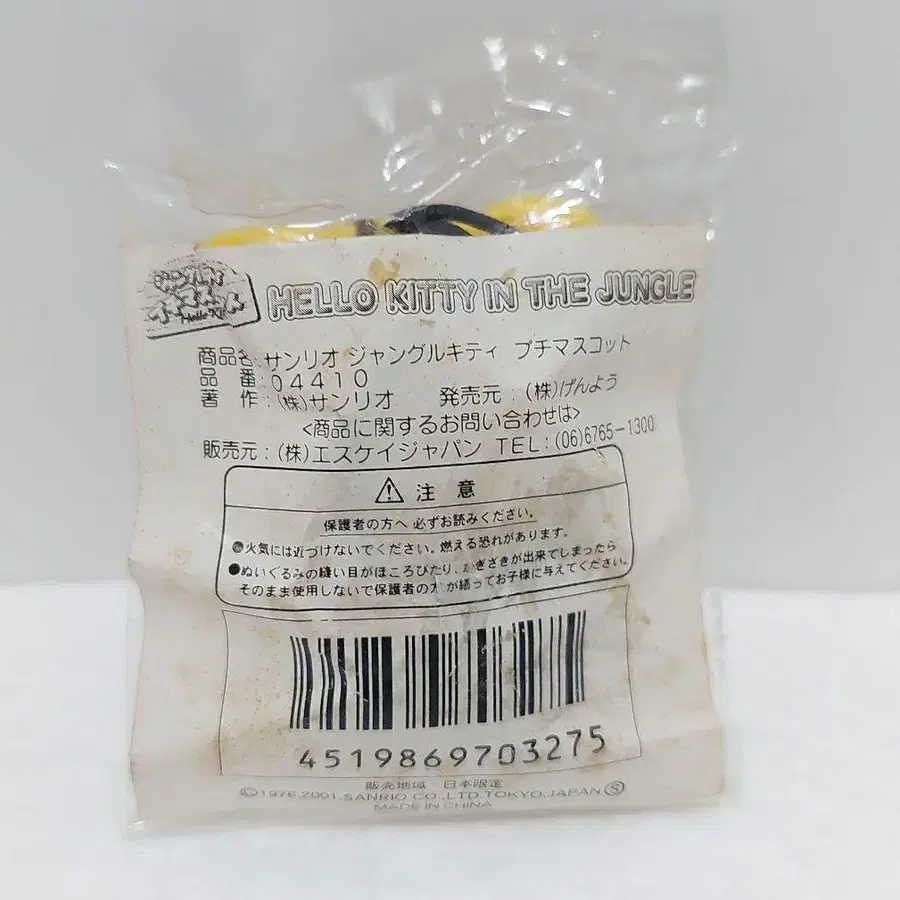 Hello Kitty
HELLO KITTY IN THE JUNGLE
商品名:サンリオ ジャングルキティ プチマスコット
品 番:04410
著 作:(株)サンリオ 発売元:(株)げんよう
<商品に関するお問い合わせは>
販売元:(株)エスケイジャパン TEL:(06)6765-1300
注 意
保護者の方へ 必ずお読みください。
●火気には近づけないでください。燃える恐れがあります。
●ぬいぐるみの縫い目がほころびたり、かぎざきが出来てしまったら
そのまま使用しないで保護者の方が繕ってお子様に与えてください。
4519869703275
販売地域 日本限定
©1976,2001,SANRIO CO.,LTD.TOKYO,JAPAN Ⓢ
MADE IN CHINA